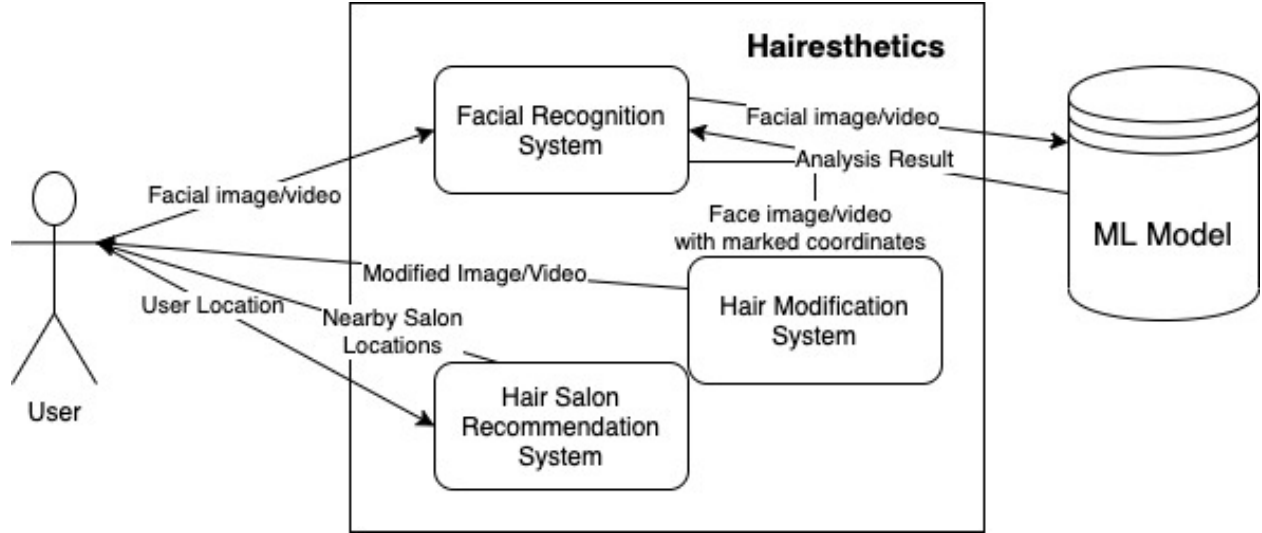 Hairesthetics
Facial Recognition
System
Facial image/video
Analysis Result
Facial image/video
Face image/video
with marked coordinates
ML Model
Modified Image/Video
Hair Modification
System
User Location
Nearby Salon
Locations
Hair Salon
Recommendation
System
User